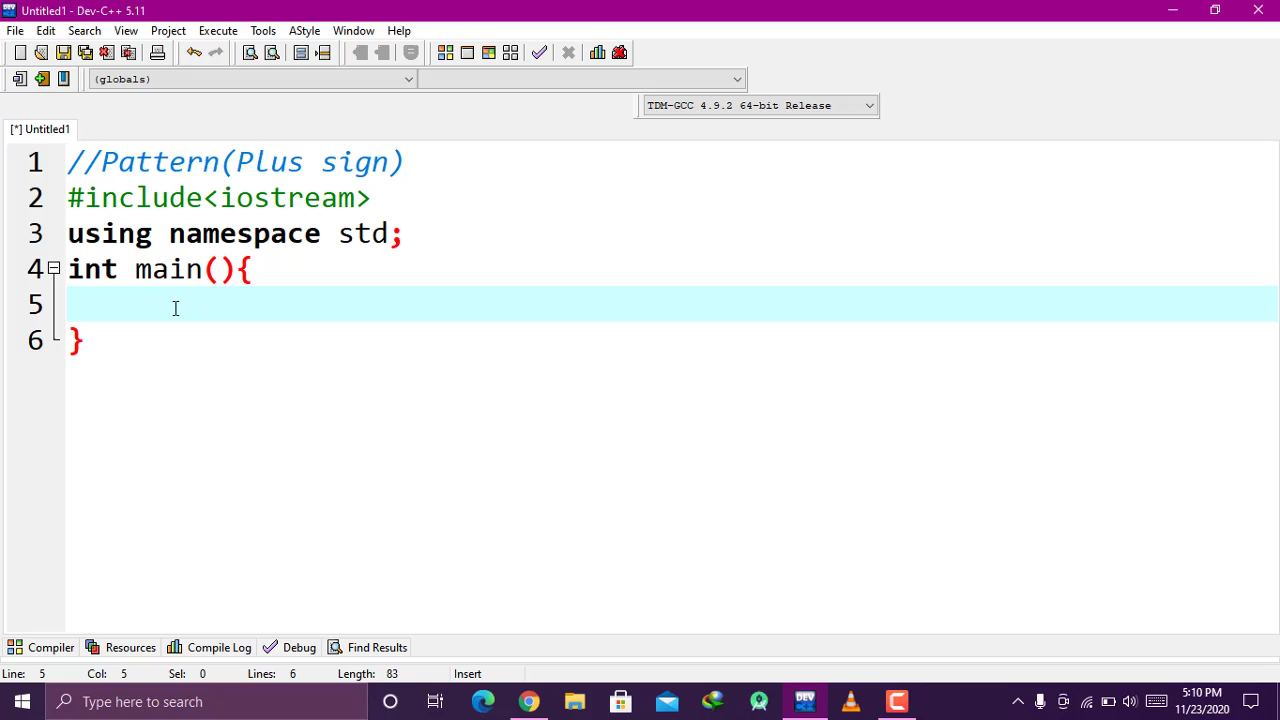 Untitled1 - Dev-C++ 5.11
File Edit Search View Project Execute Tools AStyle Window Help
(globals)
TDM-GCC 4.9.2 64-bit Release
[*] Untitled1
1 //Pattern(Plus sign)
2 #include<iostream>
3 using namespace std;
4 int main(){
5
6 }
Compiler Resources Compile Log Debug Find Results
Line: 5 Col: 5 Sel: 0 Lines: 6 Length: 83 Insert
Type here to search
DEV
5:10 PM
11/23/2020